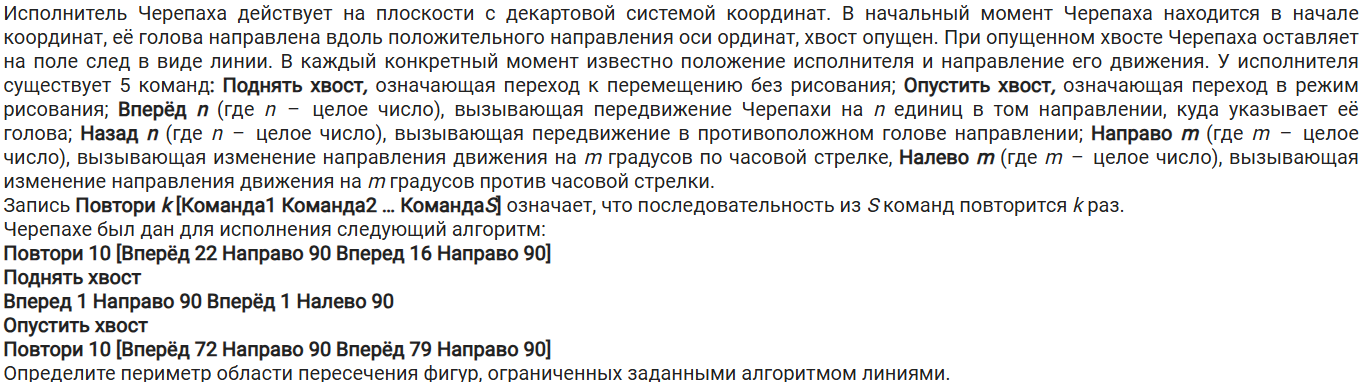 Исполнитель Черепаха действует на плоскости с декартовой системой координат. В начальный момент Черепаха находится в начале
координат, её голова направлена вдоль положительного направления оси ординат, хвост опущен. При опущенном хвосте Черепаха оставляет
на поле след в виде линии. В каждый конкретный момент известно положение исполнителя и направление его движения. У исполнителя
существует 5 команд: Поднять хвост, означающая переход к перемещению без рисования; Опустить хвост, означающая переход в режим
рисования; Вперёд n (где n – целое число), вызывающая передвижение Черепахи на n единиц в том направлении, куда указывает её
голова; Назад n (где n – целое число), вызывающая передвижение в противоположном голове направлении; Направо m (где m – целое
число), вызывающая изменение направления движения на m градусов по часовой стрелке, Налево m (где m – целое число), вызывающая
изменение направления движения на m градусов против часовой стрелки.
Запись Повтори k [Команда1 Команда2 … КомандаS] означает, что последовательность из S команд повторится k раз.
Черепахе был дан для исполнения следующий алгоритм:
Повтори 10 [Вперёд 22 Направо 90 Вперед 16 Направо 90]
Поднять хвост
Вперед 1 Направо 90 Вперёд 1 Налево 90
Опустить хвост
Повтори 10 [Вперёд 72 Направо 90 Вперёд 79 Направо 90]
Определите периметр области пересечения фигур, ограниченных заданными алгоритмом линиями.